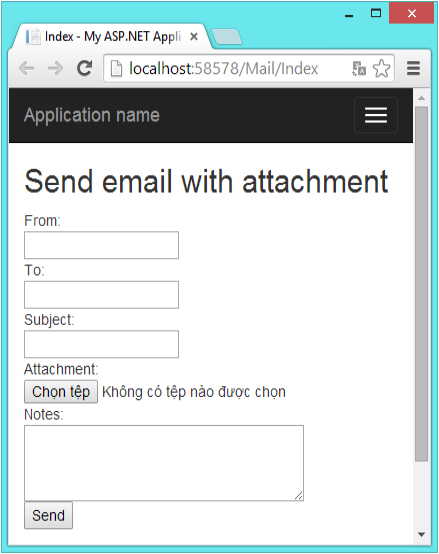 Index - My ASP.NET Appli
localhost:58578/Mail/Index
Application name
Send email with attachment
From:
To:
Subject:
Attachment:
Chọn tệp Không có tệp nào được chọn
Notes:
Send